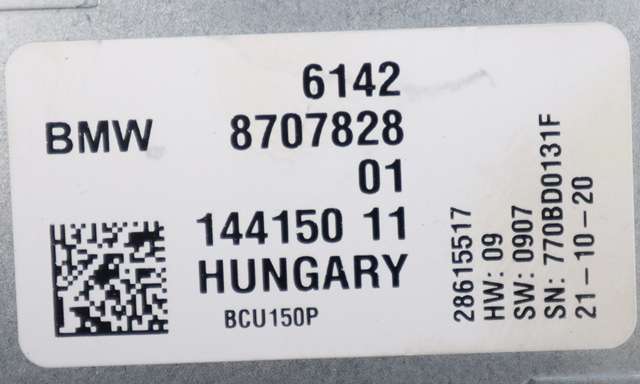 6142
BMW 8707828
01
144150 11
HUNGARY
BCU150P
28615517
HW: 09
SW: 0907
SN: 770BD0131F
21-10-20